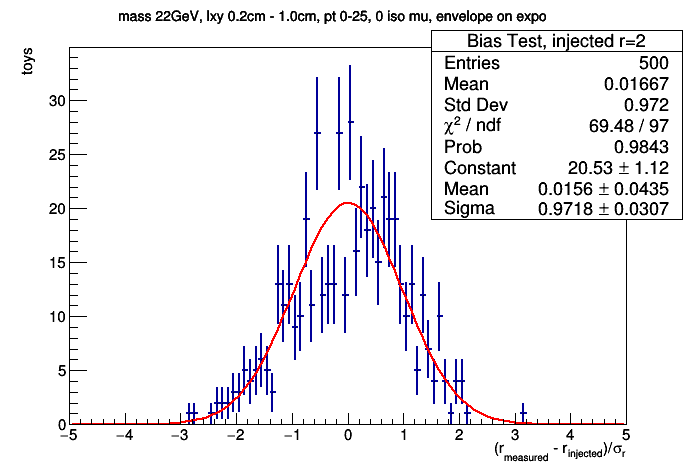 mass 22GeV, lxy 0.2cm - 1.0cm, pt 0-25, 0 iso mu, envelope on expo
Bias Test, injected r=2
Entries 500
Mean 0.01667
Std Dev 0.972
χ² / ndf 69.48 / 97
Prob 0.9843
Constant 20.53 ± 1.12
Mean 0.0156 ± 0.0435
Sigma 0.9718 ± 0.0307
toys
30
25
20
15
10
5
0
−5 −4 −3 −2 −1 0 1 2 3 4 5
(r_measured - r_injected)/σ_r